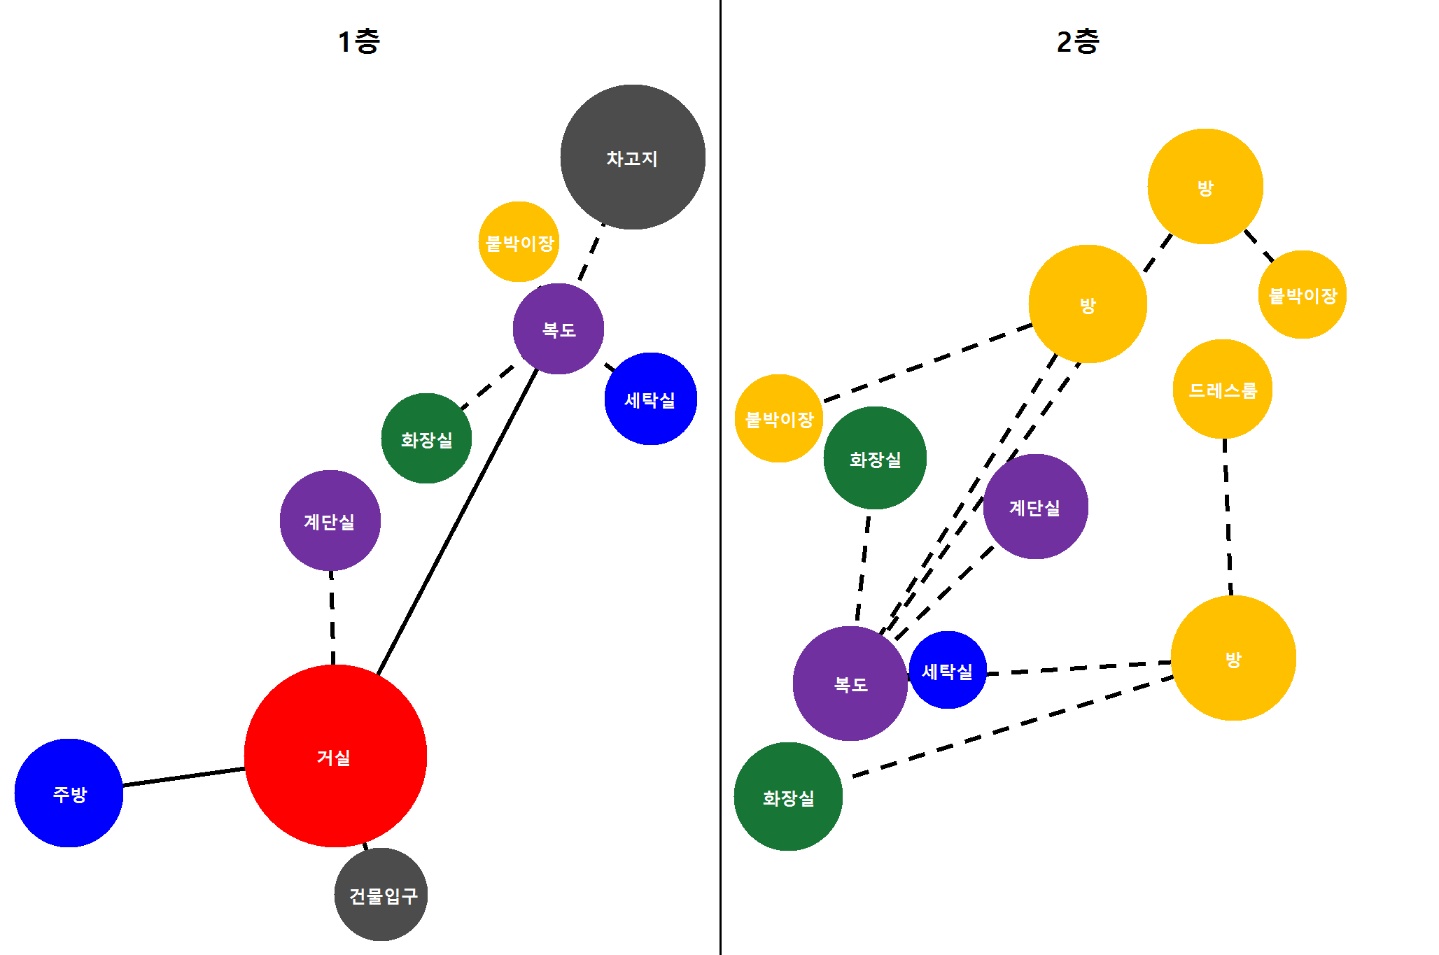 1층
차고지
붙박이장
복도
세탁실
화장실
계단실
거실
주방
건물입구
2층
방
방
붙박이장
드레스룸
붙박이장
화장실
계단실
방
세탁실
복도
화장실